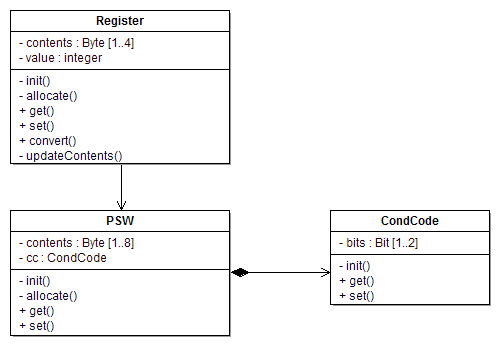 Register
- contents : Byte [1..4]
- value : integer
- init()
- allocate()
+ get()
+ set()
+ convert()
- updateContents()
PSW
- contents : Byte [1..8]
- cc : CondCode
- init()
- allocate()
+ get()
+ set()
CondCode
- bits : Bit [1..2]
- init()
+ get()
+ set()